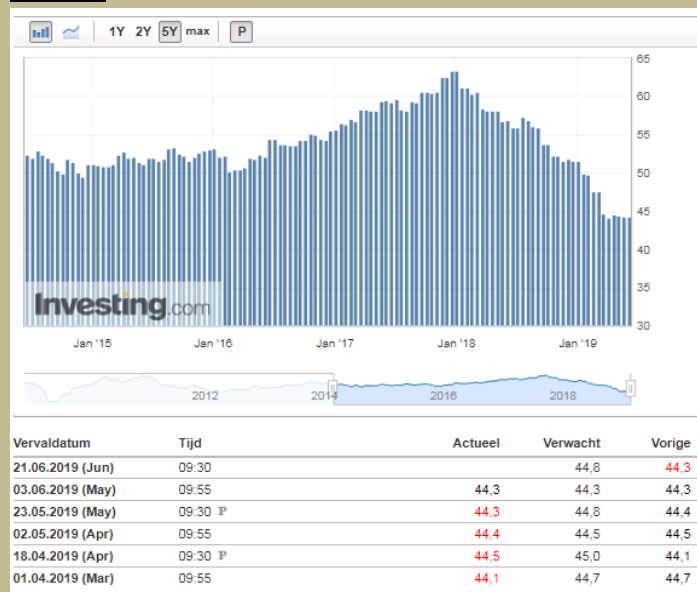 1Y 2Y 5Y max P
65
60
55
50
45
40
35
30
Investing.com
Jan '15 Jan '16 Jan '17 Jan '18 Jan '19
2012 2014 2016 2018
Vervaldatum Tijd Actueel Verwacht Vorige
21.06.2019 (Jun) 09:30 44,8 44,3
03.06.2019 (May) 09:55 44,3 44,3 44,3
23.05.2019 (May) 09:30 P 44,3 44,8 44,4
02.05.2019 (Apr) 09:55 44,4 44,5 44,5
18.04.2019 (Apr) 09:30 P 44,5 45,0 44,1
01.04.2019 (Mar) 09:55 44,1 44,7 44,7